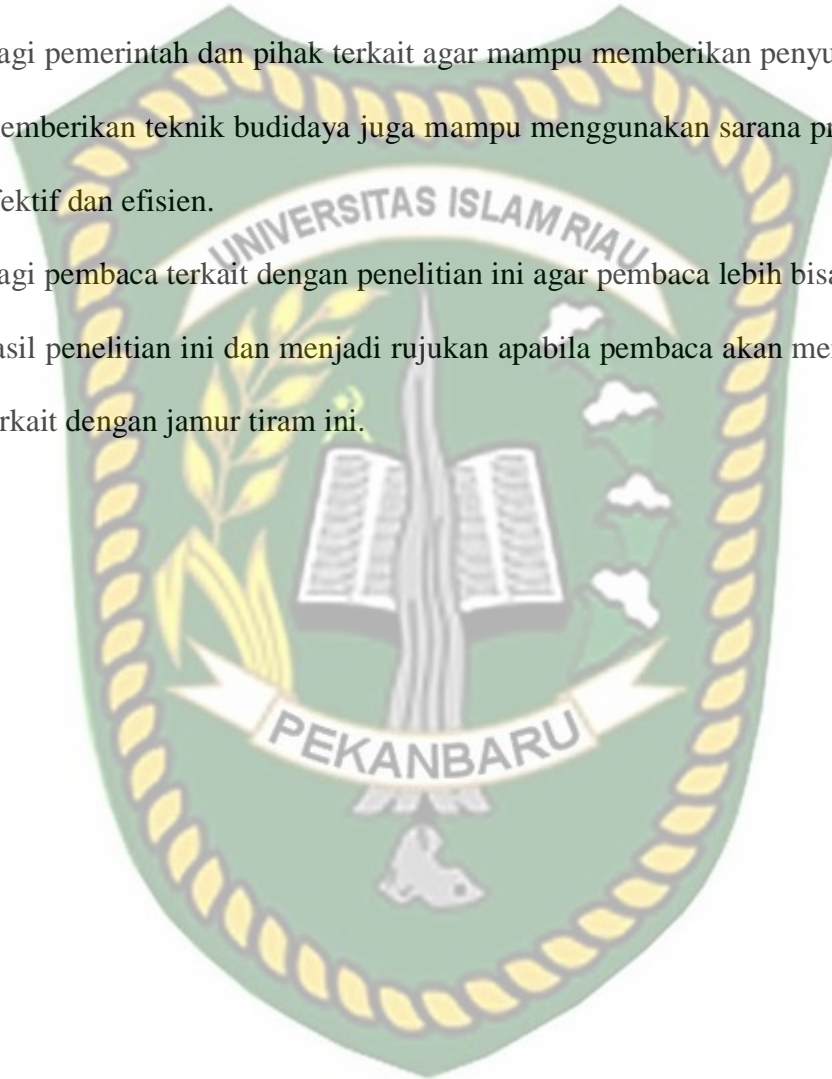 agi pemerintah dan pihak terkait agar mampu memberikan penyu
emberikan teknik budidaya juga mampu menggunakan sarana pr
fektif dan efisien.
UNIVERSITAS ISLAM RIAU
agi pembaca terkait dengan penelitian ini agar pembaca lebih bisa
asil penelitian ini dan menjadi rujukan apabila pembaca akan me
rkait dengan jamur tiram ini.
PEKANBARU